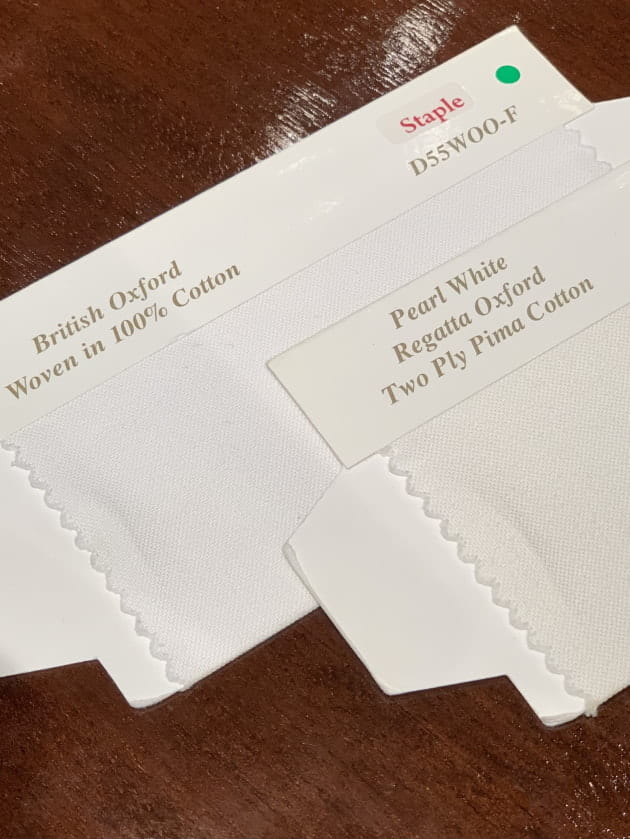 Staple
D55WOO-F
British Oxford
Woven in 100% Cotton
Pearl White
Regatta Oxford
Two Ply Pima Cotton